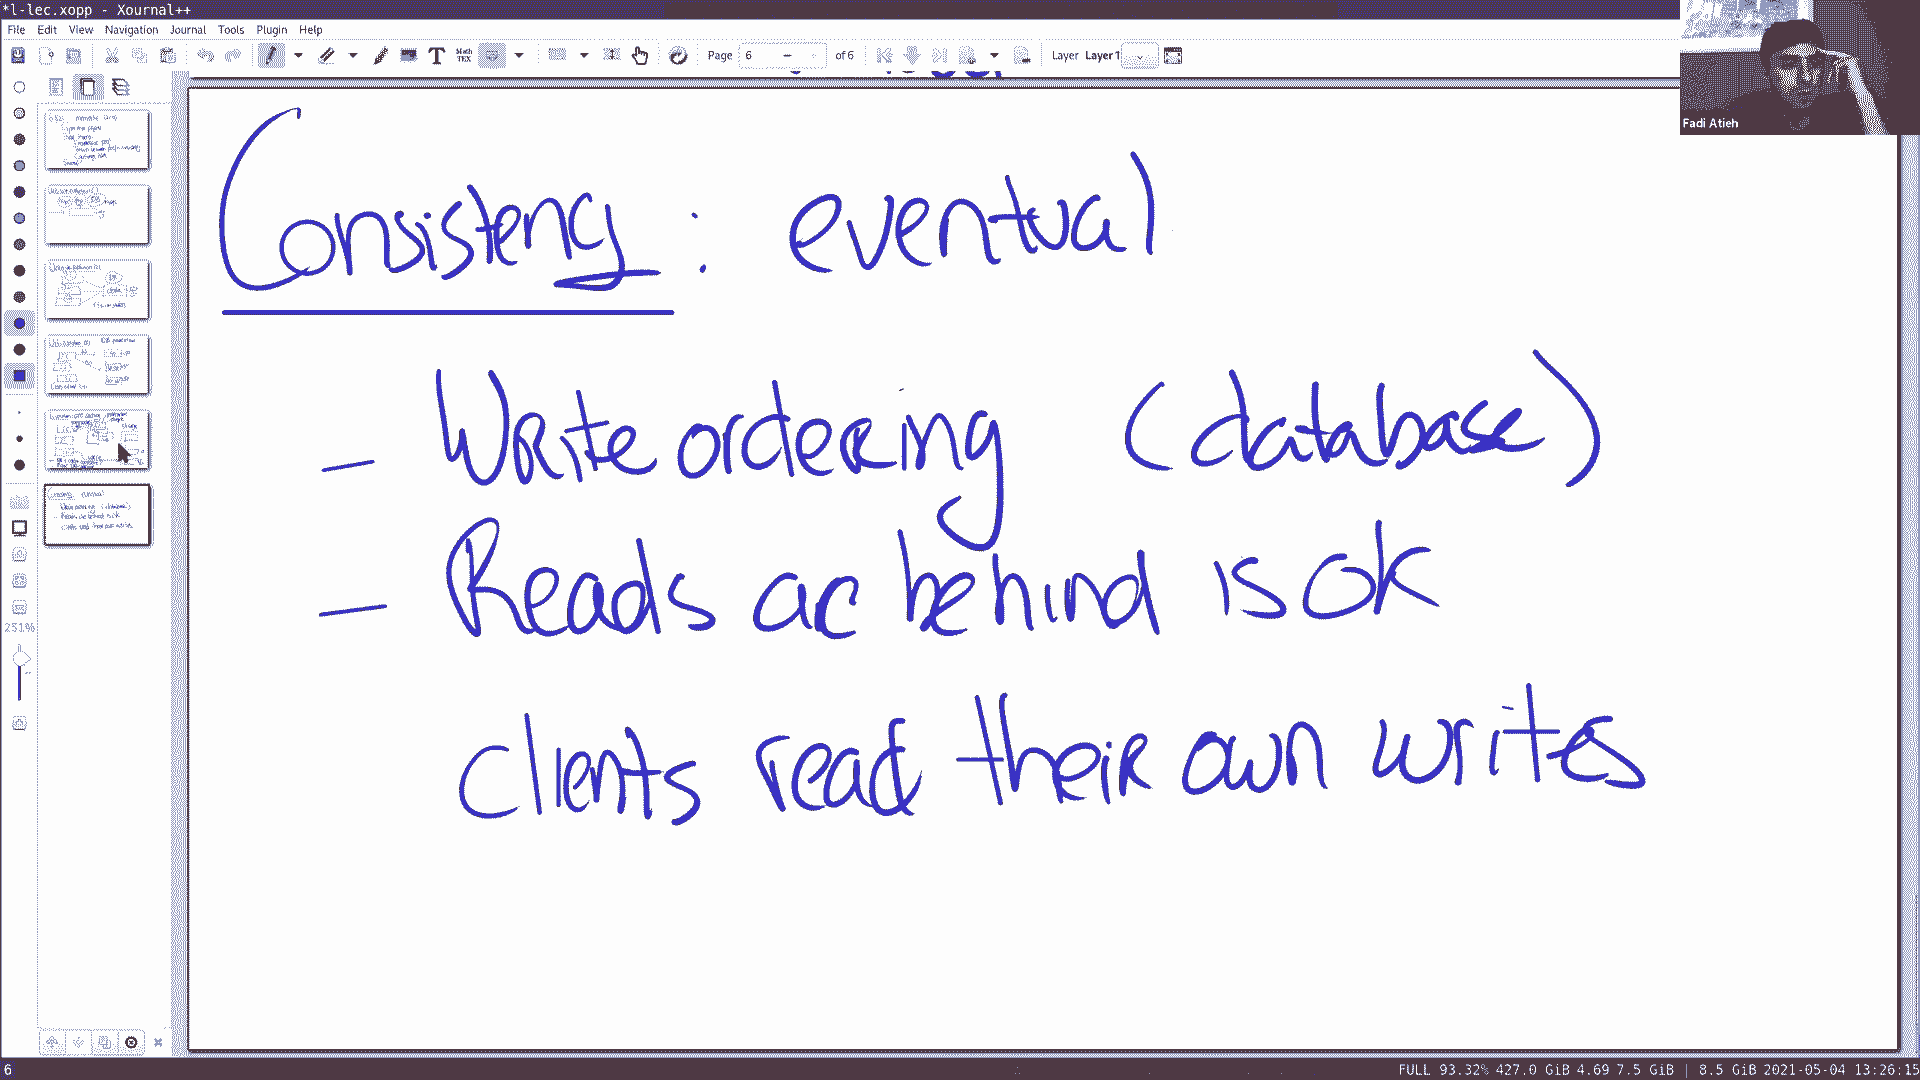 *l-lec.xopp - Xournal++
File Edit View Navigation Journal Tools Plugin Help
Page 6 of 6 Layer Layer1
Fadi Atieh
Consistency : eventual
- Write ordering (database)
- Reads are behind is ok
clients read their own writes
251%
6 FULL 93.32% 427.0 GiB 4.69 7.5 GiB | 8.5 GiB 2021-05-04 13:26:15